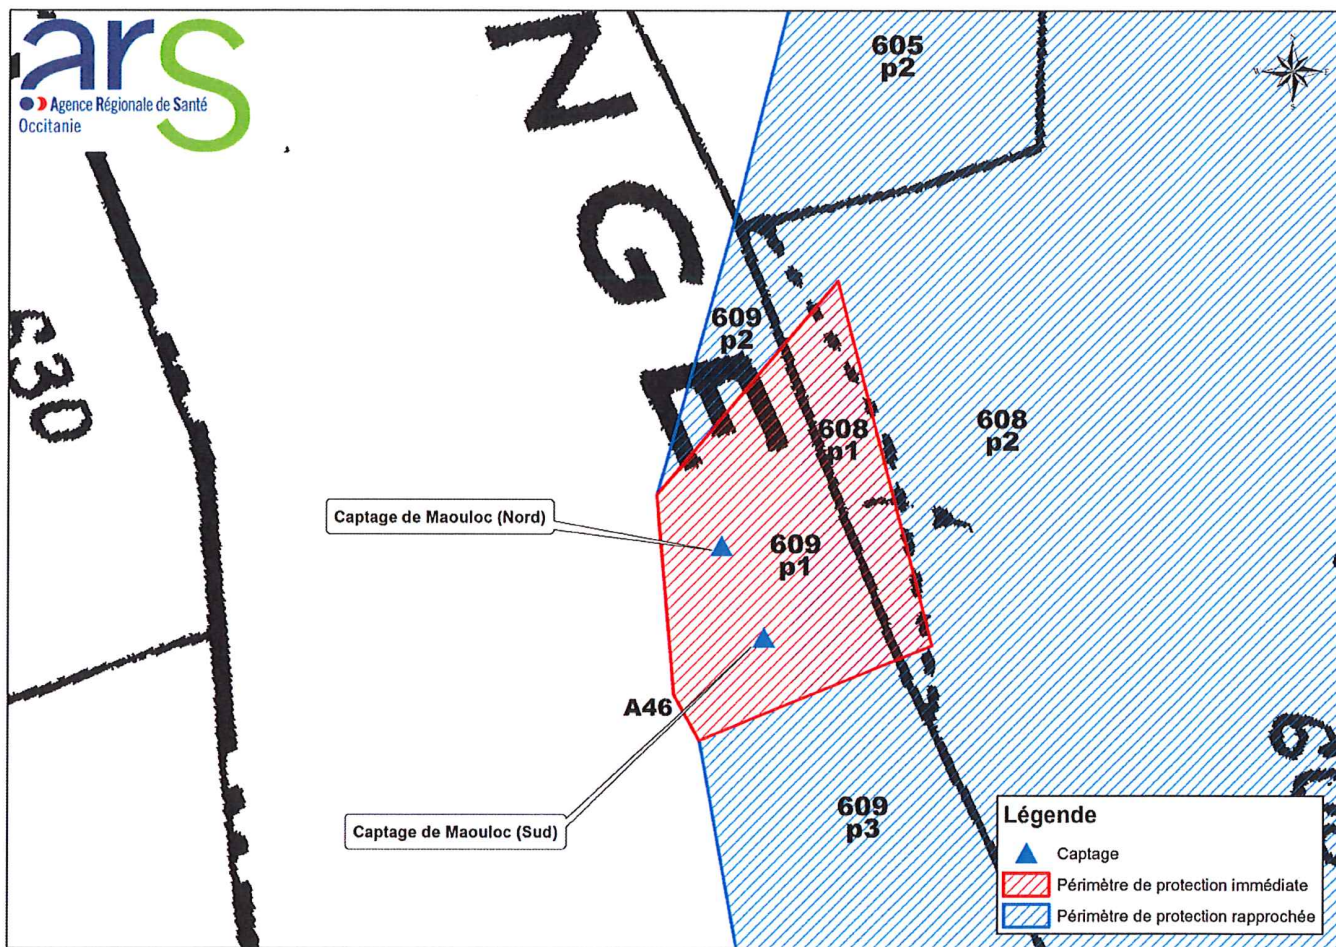 ars
Agence Régionale de Santé
Occitanie
N
W E
S
NGE
605
p2
630
609
p2
608
p1
608
p2
Captage de Maouloc (Nord)
609
p1
A46
Captage de Maouloc (Sud)
609
p3
Légende
Captage
Périmètre de protection immédiate
Périmètre de protection rapprochée